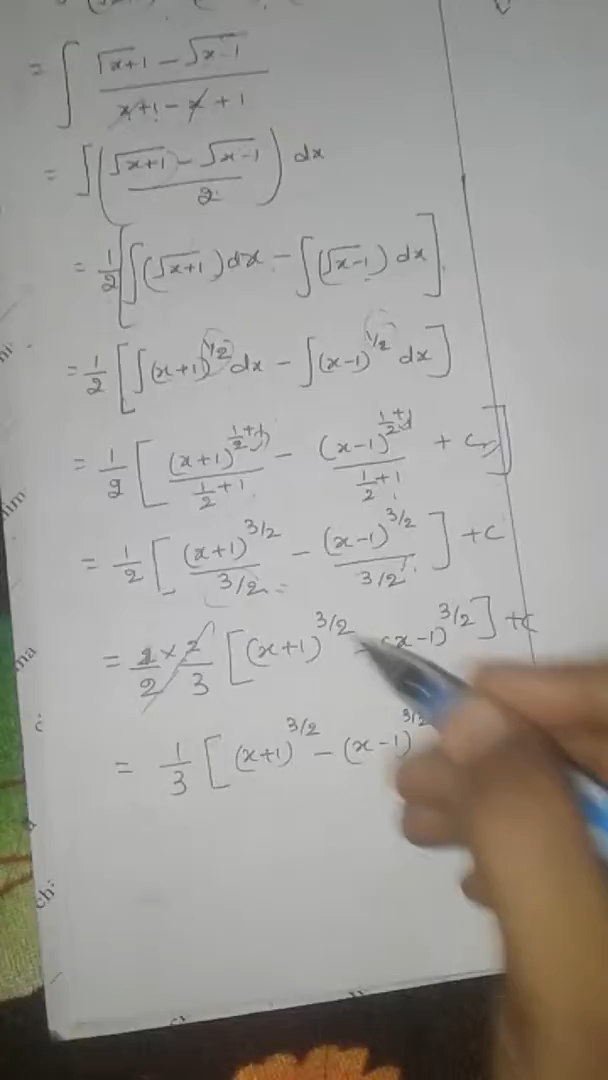 = ∫ (√x+1 − √x−1)/(x+1 − x + 1)
= ∫ ((√x+1 − √x−1)/2) dx
= 1/2 [∫(√x+1) dx − ∫(√x−1) dx]
= 1/2 [∫(x+1)^1/2 dx − ∫(x−1)^1/2 dx]
= 1/2 [(x+1)^(1/2+1)/(1/2+1) − (x−1)^(1/2+1)/(1/2+1) + C]
= 1/2 [(x+1)^3/2/(3/2) − (x−1)^3/2/(3/2)] + C
= 1/2 × 2/3 [(x+1)^3/2 − (x−1)^3/2] + C
= 1/3 [(x+1)^3/2 − (x−1)^3/2